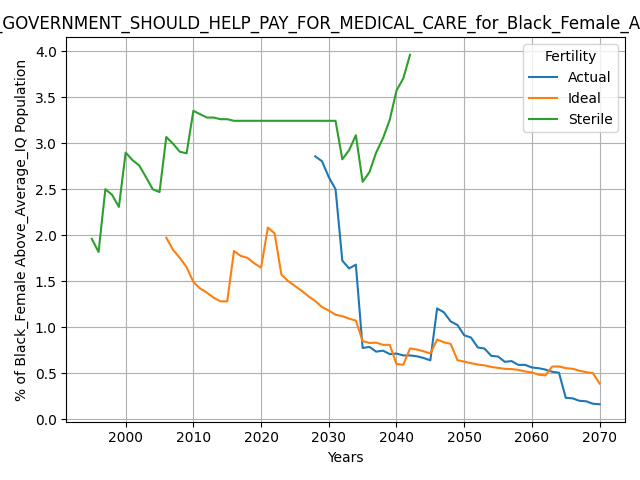 _GOVERNMENT_SHOULD_HELP_PAY_FOR_MEDICAL_CARE_for_Black_Female_A
% of Black_Female Above_Average_IQ Population
4.0
3.5
3.0
2.5
2.0
1.5
1.0
0.5
0.0
Fertility
Actual
Ideal
Sterile
2000
2010
2020
2030
2040
2050
2060
2070
Years